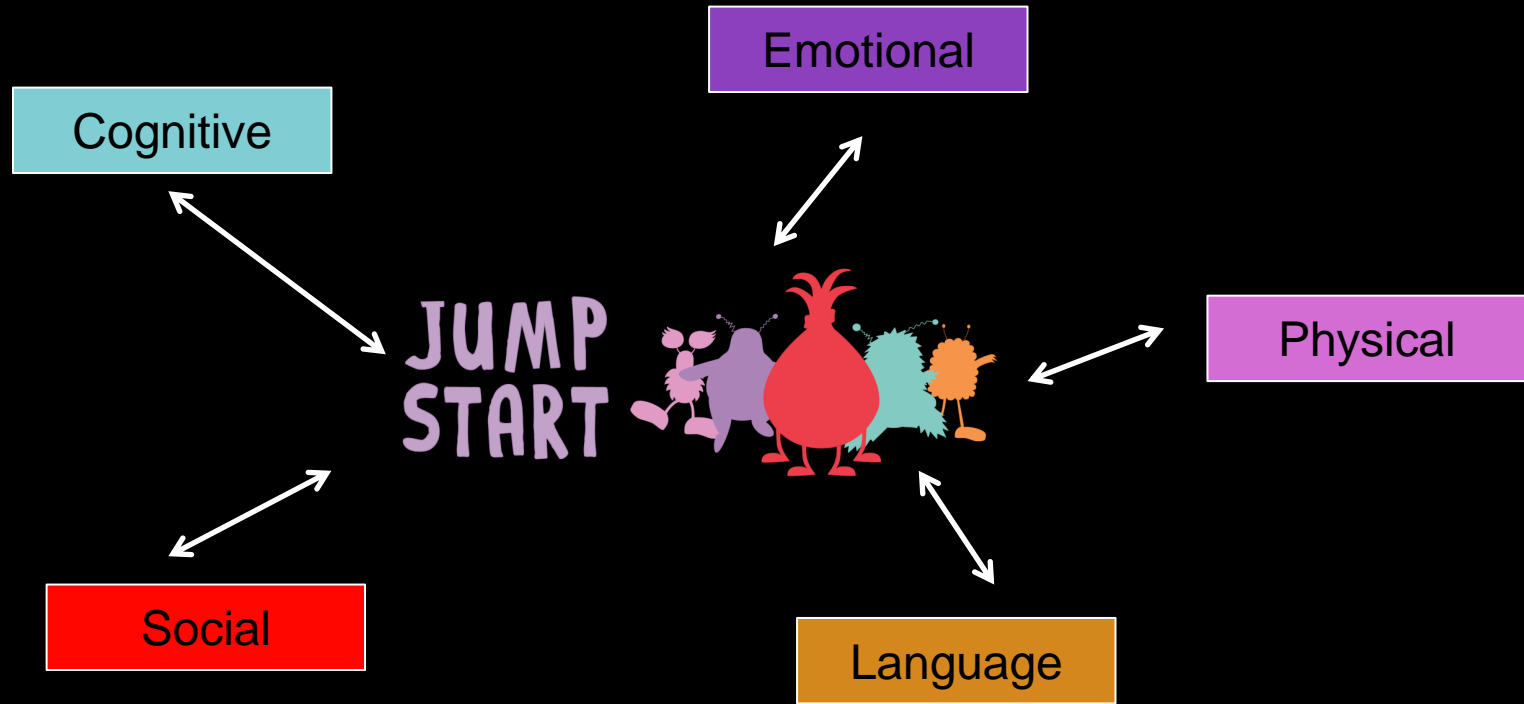 Emotional
Cognitive
JUMP
START
Physical
Social
Language